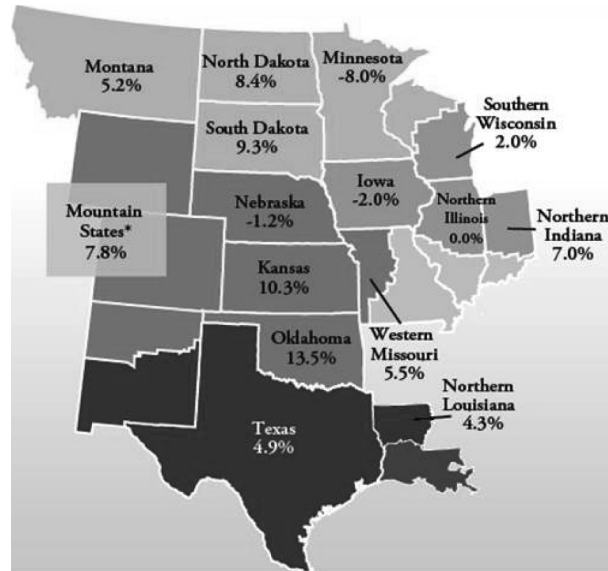 Montana
5.2%
North Dakota
8.4%
Minnesota
-8.0%
Southern
Wisconsin
2.0%
South Dakota
9.3%
Mountain
States*
7.8%
Nebraska
-1.2%
Iowa
-2.0%
Northern
Illinois
0.0%
Northern
Indiana
7.0%
Kansas
10.3%
Western
Missouri
5.5%
Oklahoma
13.5%
Northern
Louisiana
4.3%
Texas
4.9%